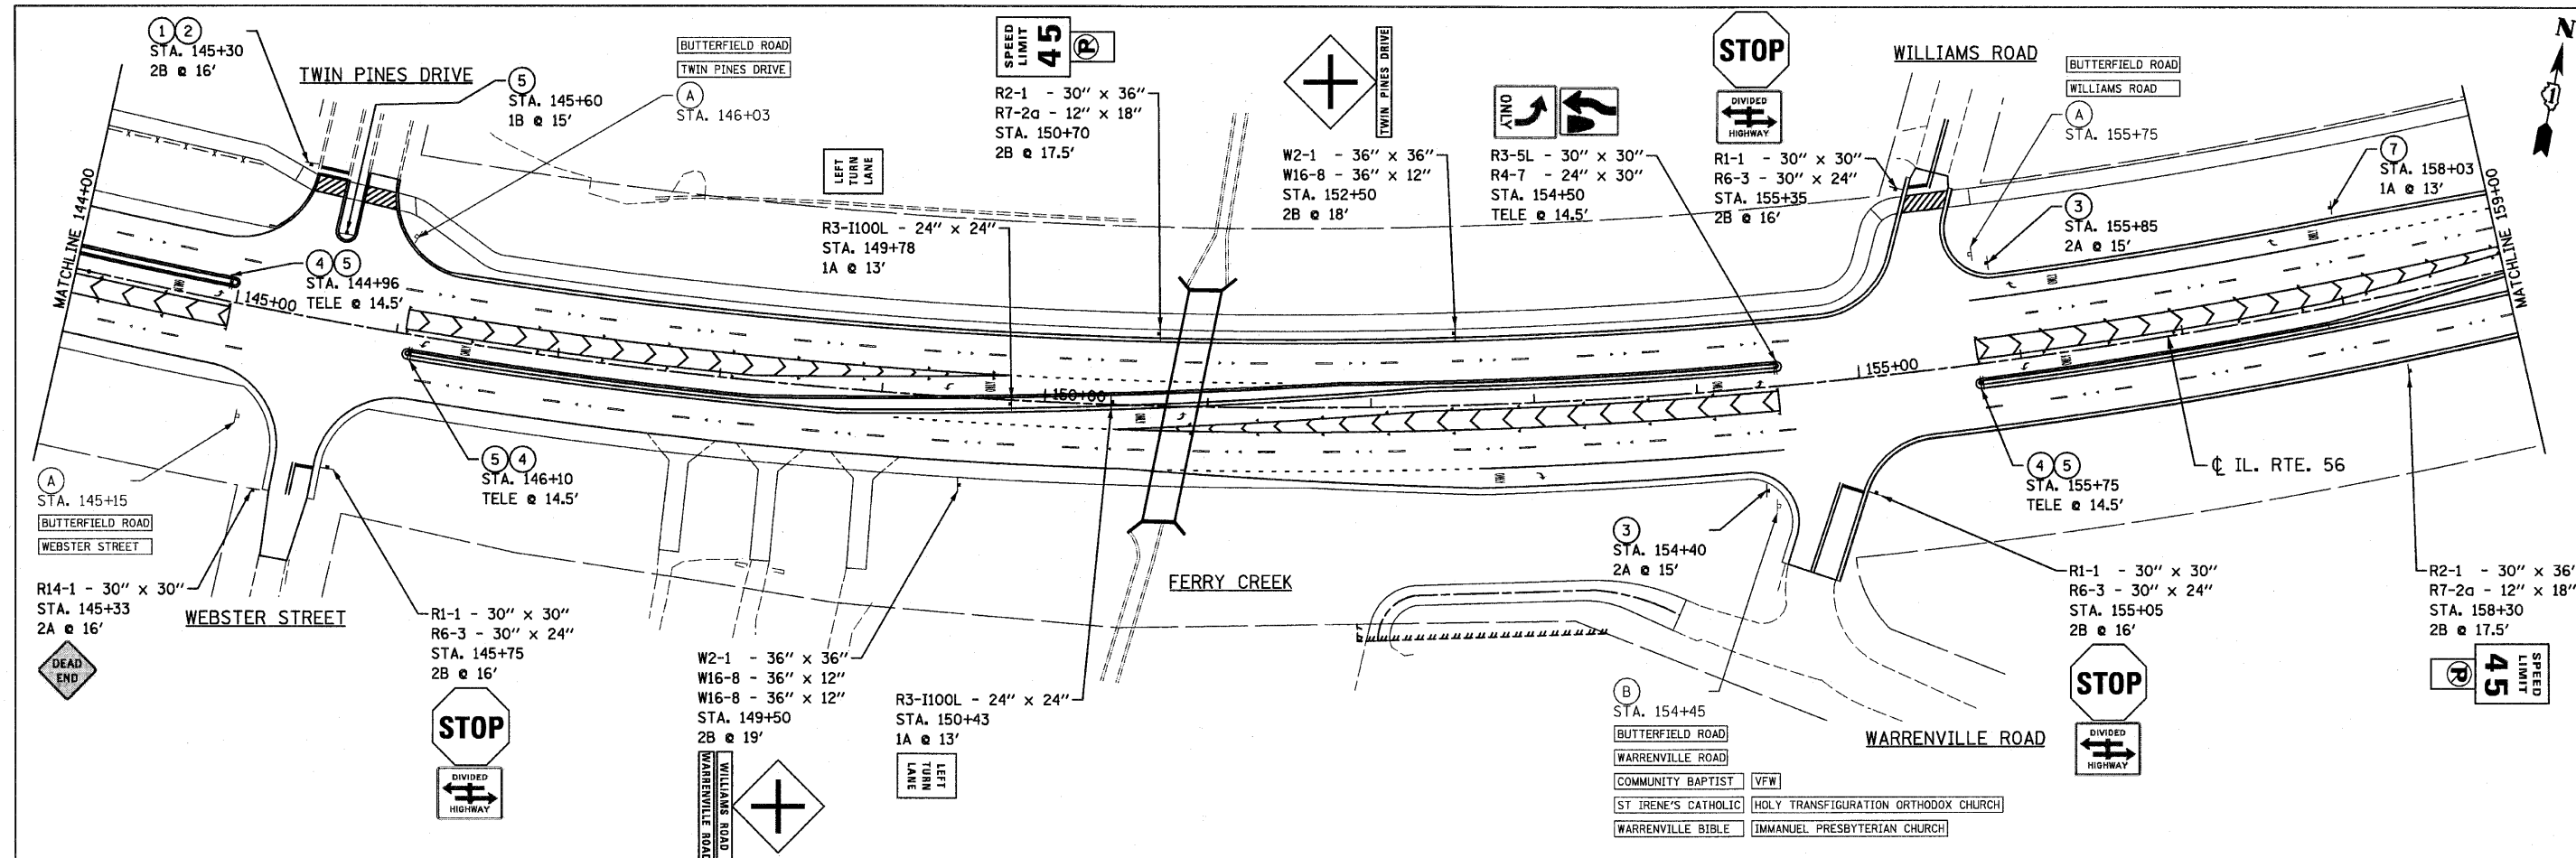 1 2
STA. 145+30
2B @ 16'
TWIN PINES DRIVE
5
STA. 145+60
1B @ 15'
BUTTERFIELD ROAD
TWIN PINES DRIVE
A
STA. 146+03
LEFT
TURN
LANE
R3-I100L - 24" x 24"
STA. 149+78
1A @ 13'
SPEED
LIMIT
45
P
R2-1 - 30" x 36"
R7-2a - 12" x 18"
STA. 150+70
2B @ 17.5'
TWIN PINES DRIVE
W2-1 - 36" x 36"
W16-8 - 36" x 12"
STA. 152+50
2B @ 18'
ONLY
R3-5L - 30" x 30"
R4-7 - 24" x 30"
STA. 154+50
TELE @ 14.5'
STOP
DIVIDED
HIGHWAY
R1-1 - 30" x 30"
R6-3 - 30" x 24"
STA. 155+35
2B @ 16'
WILLIAMS ROAD
BUTTERFIELD ROAD
WILLIAMS ROAD
A
STA. 155+75
3
STA. 155+85
2A @ 15'
7
STA. 158+03
1A @ 13'
N
1
MATCHLINE 144+00
MATCHLINE 159+00
4 5
STA. 144+96
TELE @ 14.5'
145+00
150+00
155+00
ONLY
ONLY
ONLY
ONLY
ONLY
ONLY
ONLY
ONLY
ONLY
A
STA. 145+15
BUTTERFIELD ROAD
WEBSTER STREET
R14-1 - 30" x 30"
STA. 145+33
2A @ 16'
DEAD
END
WEBSTER STREET
5 4
STA. 146+10
TELE @ 14.5'
R1-1 - 30" x 30"
R6-3 - 30" x 24"
STA. 145+75
2B @ 16'
STOP
DIVIDED
HIGHWAY
W2-1 - 36" x 36"
W16-8 - 36" x 12"
W16-8 - 36" x 12"
STA. 149+50
2B @ 19'
WILLIAMS ROAD
WARRENVILLE ROAD
R3-I100L - 24" x 24"
STA. 150+43
1A @ 13'
LEFT
TURN
LANE
FERRY CREEK
3
STA. 154+40
2A @ 15'
B
STA. 154+45
BUTTERFIELD ROAD
WARRENVILLE ROAD
COMMUNITY BAPTIST VFW
ST IRENE'S CATHOLIC HOLY TRANSFIGURATION ORTHODOX CHURCH
WARRENVILLE BIBLE IMMANUEL PRESBYTERIAN CHURCH
WARRENVILLE ROAD
4 5
STA. 155+75
TELE @ 14.5'
℄ IL. RTE. 56
R1-1 - 30" x 30"
R6-3 - 30" x 24"
STA. 155+05
2B @ 16'
STOP
DIVIDED
HIGHWAY
R2-1 - 30" x 36"
R7-2a - 12" x 18"
STA. 158+30
2B @ 17.5'
P
SPEED
LIMIT
45